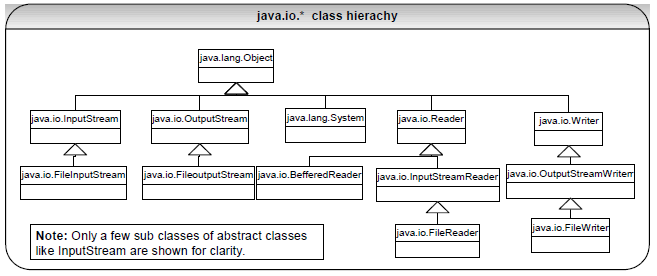 java.io.* class hierachy
java.lang.Object
java.io.InputStream
java.io.OutputStream
java.lang.System
java.io.Reader
java.io.Writer
java.io.FileInputStream
java.io.FileoutputStream
java.io.BefferedReader
java.io.InputStreamReader
java.io.OutputStreamWritem
java.io.FileReader
java.io.FileWriter
Note: Only a few sub classes of abstract classes
like InputStream are shown for clarity.